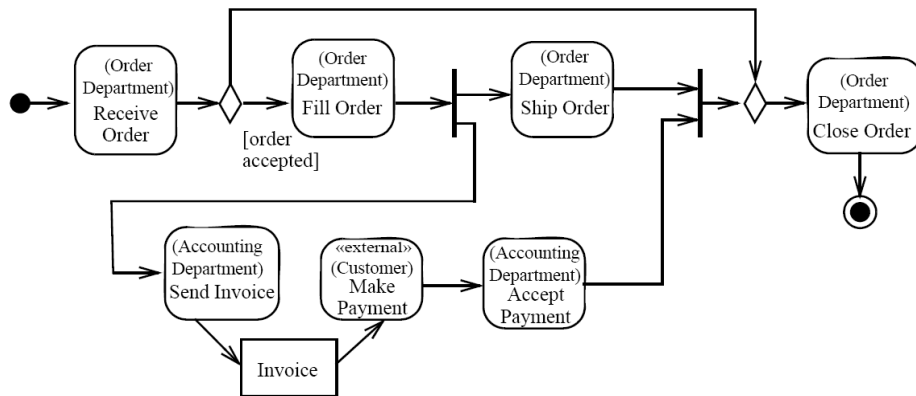 (Order
Department)
Receive
Order
(Order
Department)
Fill Order
[order
accepted]
(Order
Department)
Ship Order
(Order
Department)
Close Order
(Accounting
Department)
Send Invoice
«external»
(Customer)
Make
Payment
(Accounting
Department)
Accept
Payment
Invoice